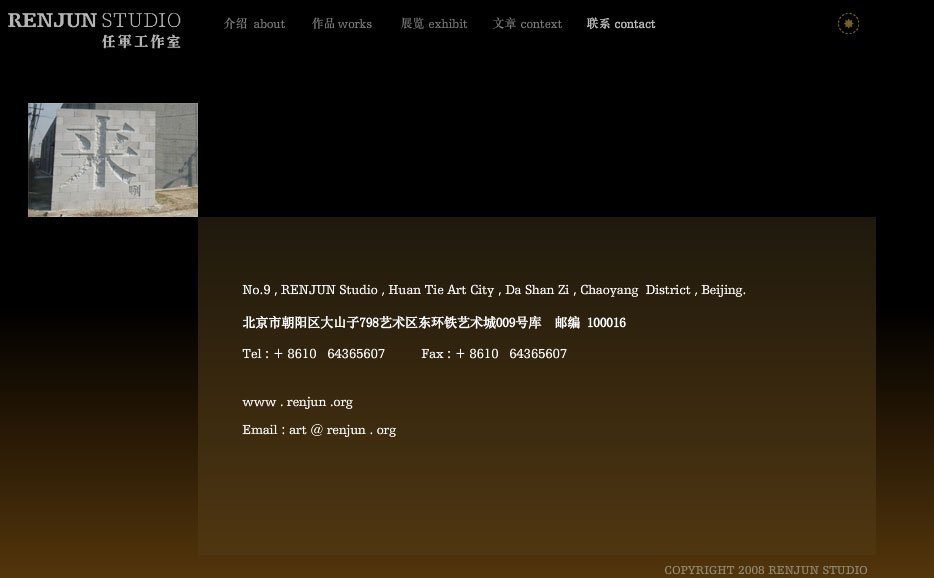 RENJUN STUDIO
任軍工作室
介绍 about 作品 works 展览 exhibit 文章 context 联系 contact
来
No.9 , RENJUN Studio , Huan Tie Art City , Da Shan Zi , Chaoyang District , Beijing.
北京市朝阳区大山子798艺术区东环铁艺术城009号库 邮编 100016
Tel : + 8610 64365607 Fax : + 8610 64365607
www . renjun .org
Email : art @ renjun . org
COPYRIGHT 2008 RENJUN STUDIO